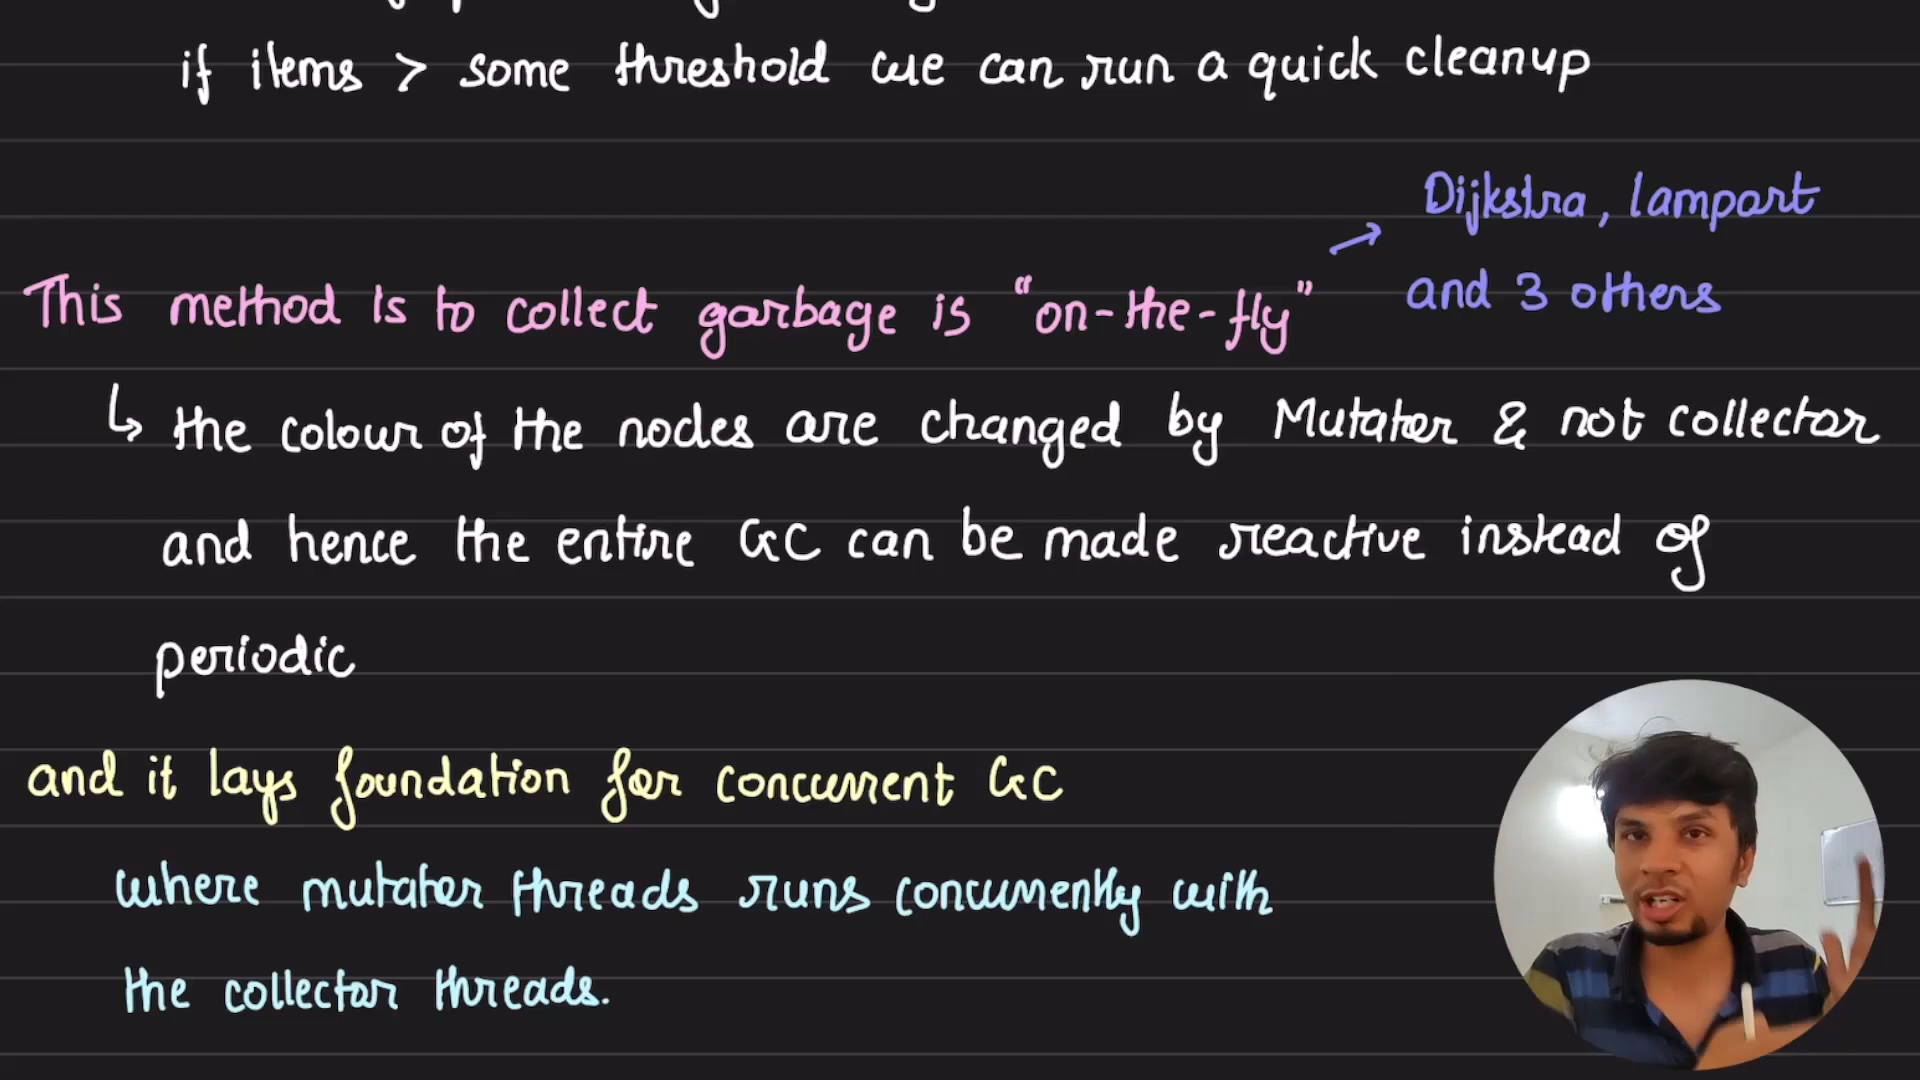 if items > some threshold we can run a quick cleanup
Dijkstra, lamport
and 3 others
This method is to collect garbage is "on-the-fly"
the colour of the nodes are changed by Mutator & not collector
and hence the entire GC can be made reactive instead of
periodic
and it lays foundation for concurrent GC
where mutator threads runs concurrently with
the collector threads.